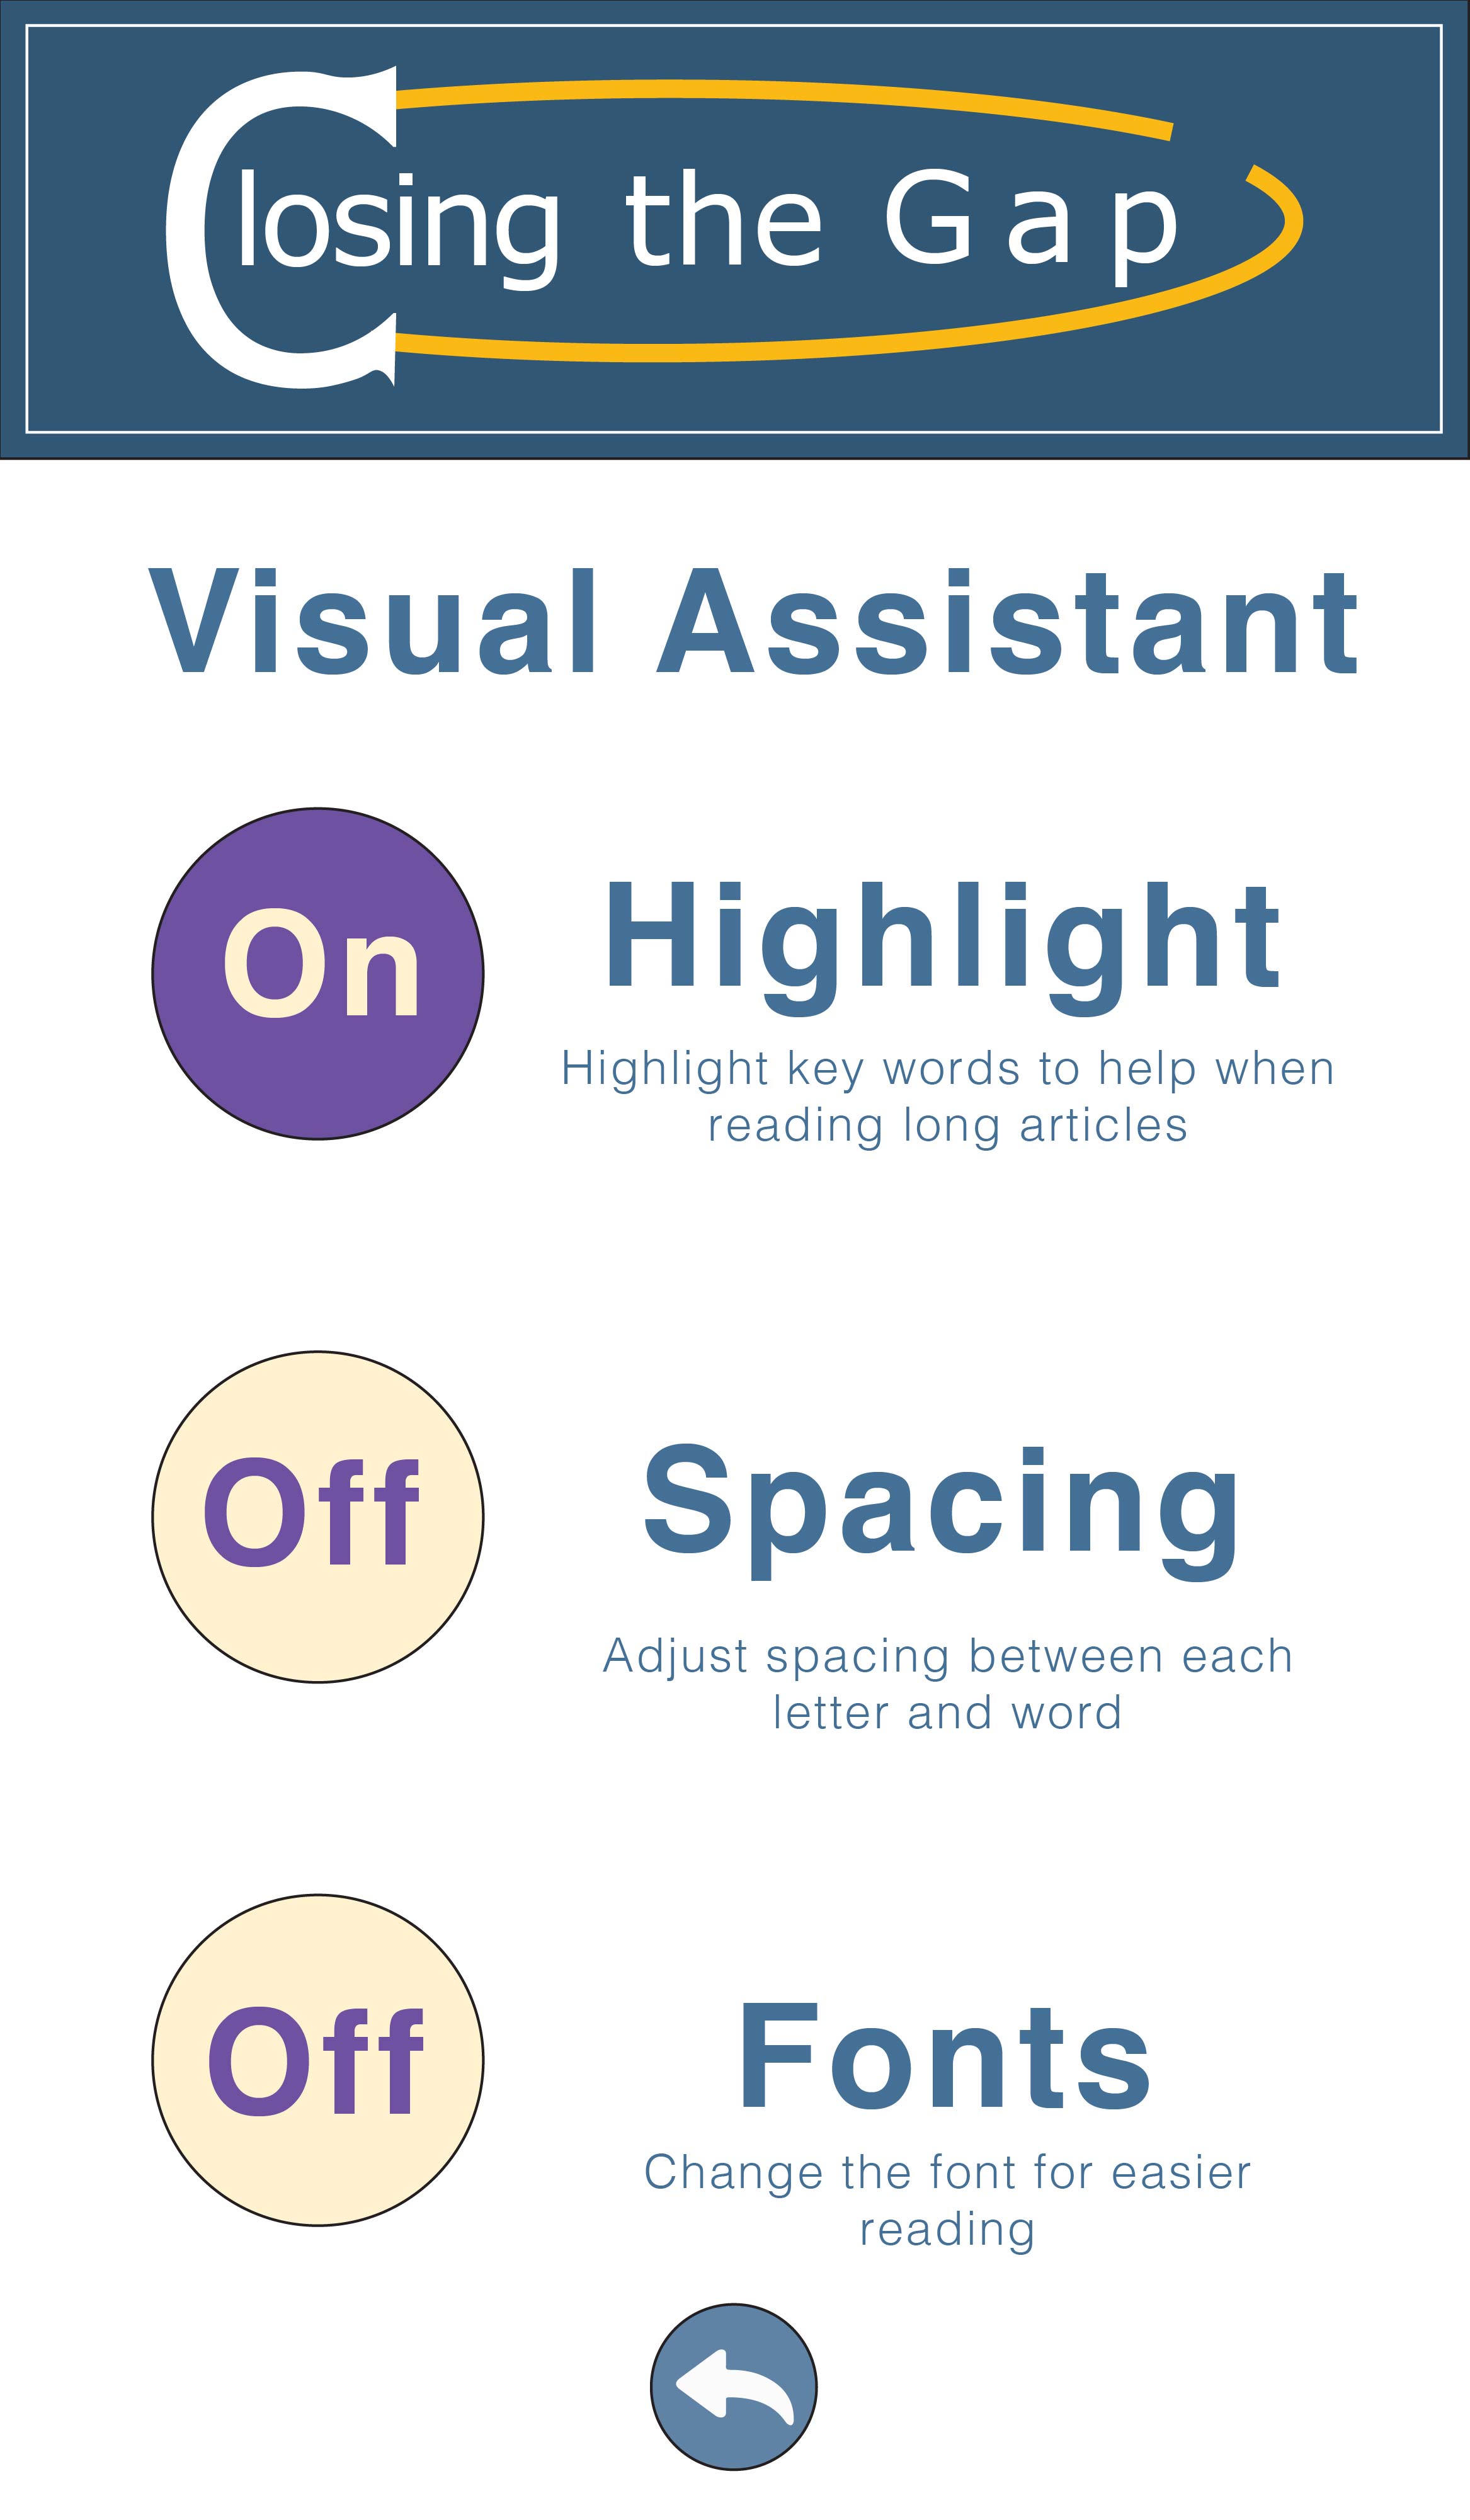 Closing the Gap
Visual Assistant
On
Highlight
Highlight key words to help when
reading long articles
Off
Spacing
Adjust spacing between each
letter and word
Off
Fonts
Change the font for easier
reading